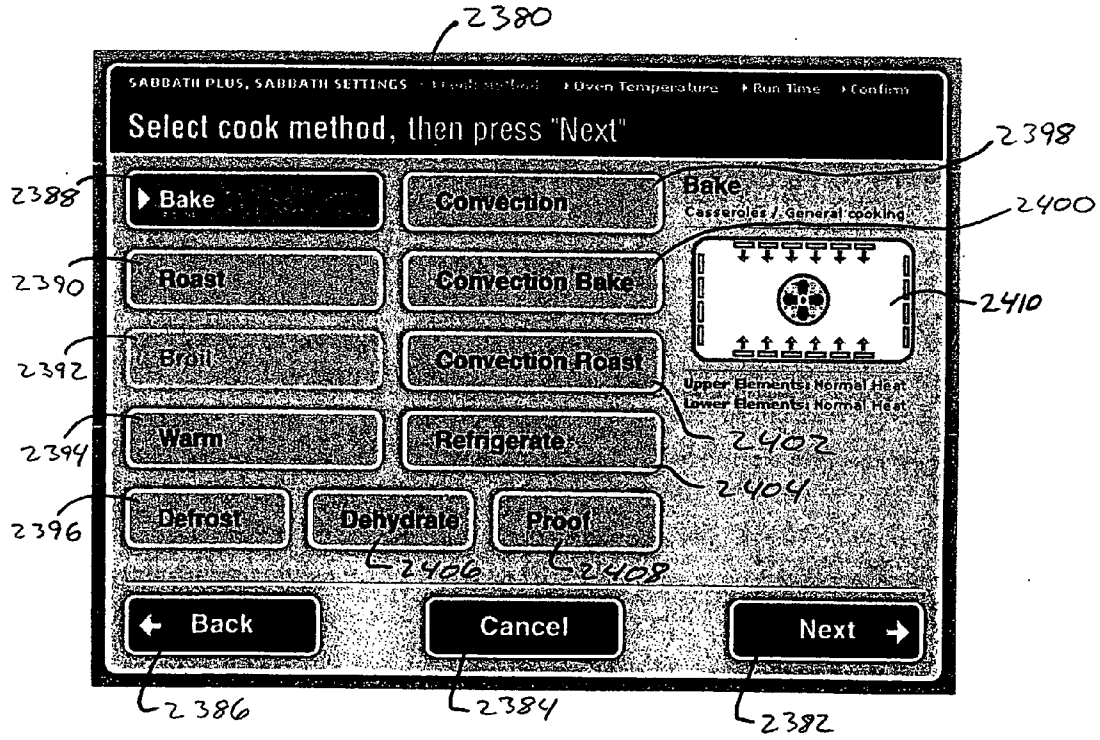 2380
SABBATH PLUS, SABBATH SETTINGS ▸ Cook Method ▸ Oven Temperature ▸ Run Time ▸ Confirm
Select cook method, then press "Next"
2398
2388
Bake
Convection
Bake
Casseroles / General cooking
2400
2390
Roast
Convection Bake
2410
2392
Broil
Convection Roast
Upper Elements: Normal Heat
Lower Elements: Normal Heat
2394
Warm
Refrigerate
2402
2404
2396
Defrost
Dehydrate
Proof
2406
2408
← Back
Cancel
Next →
2386
2384
2382